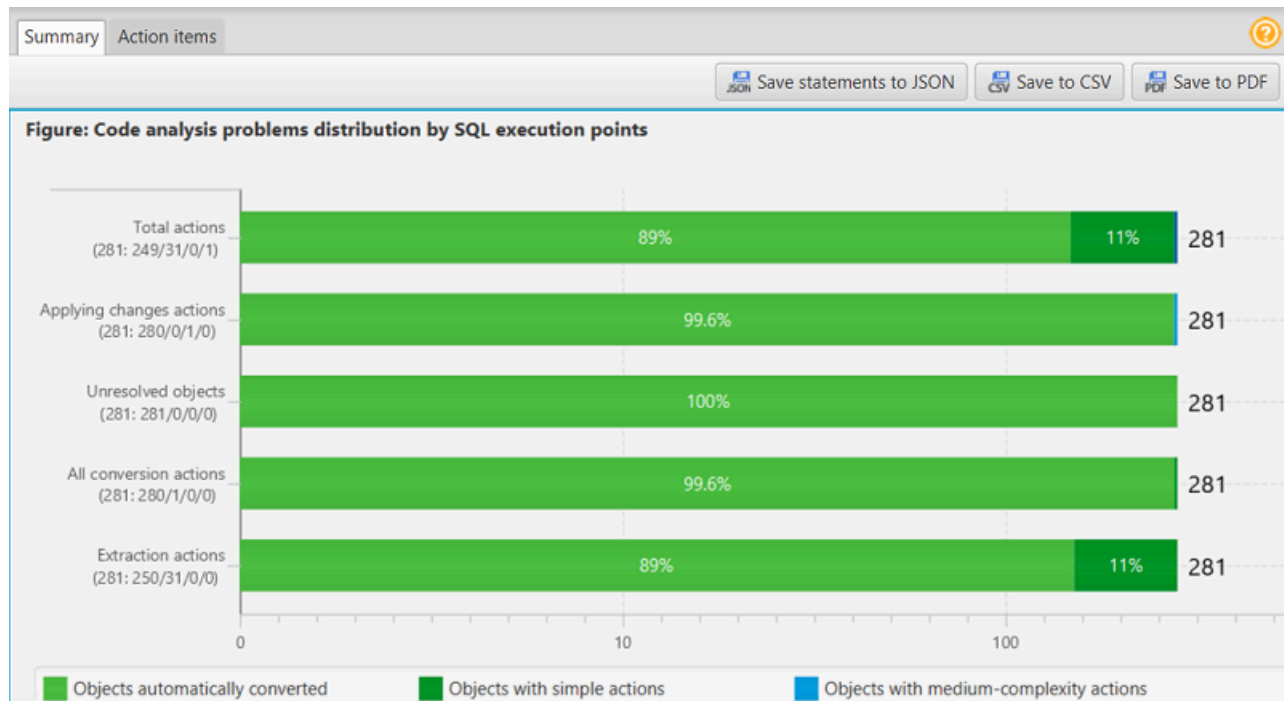 Summary Action items
Save statements to JSON Save to CSV Save to PDF
Figure: Code analysis problems distribution by SQL execution points
Total actions
(281: 249/31/0/1)
89% 11% 281
Applying changes actions
(281: 280/0/1/0)
99.6% 281
Unresolved objects
(281: 281/0/0/0)
100% 281
All conversion actions
(281: 280/1/0/0)
99.6% 281
Extraction actions
(281: 250/31/0/0)
89% 11% 281
0 10 100
Objects automatically converted Objects with simple actions Objects with medium-complexity actions